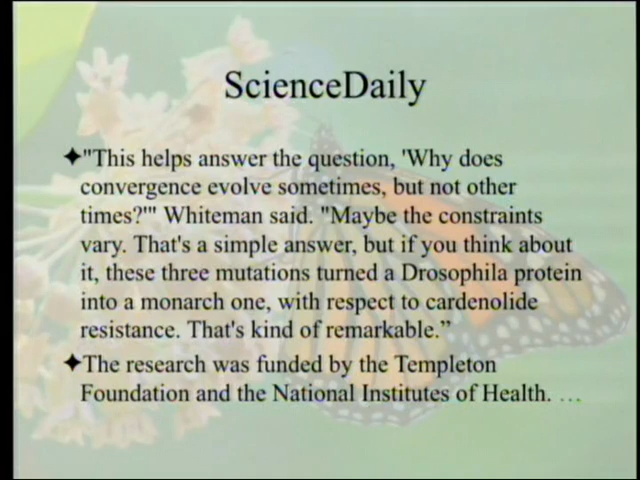 ScienceDaily
✦"This helps answer the question, 'Why does
convergence evolve sometimes, but not other
times?'" Whiteman said. "Maybe the constraints
vary. That's a simple answer, but if you think about
it, these three mutations turned a Drosophila protein
into a monarch one, with respect to cardenolide
resistance. That's kind of remarkable.”
✦The research was funded by the Templeton
Foundation and the National Institutes of Health. …